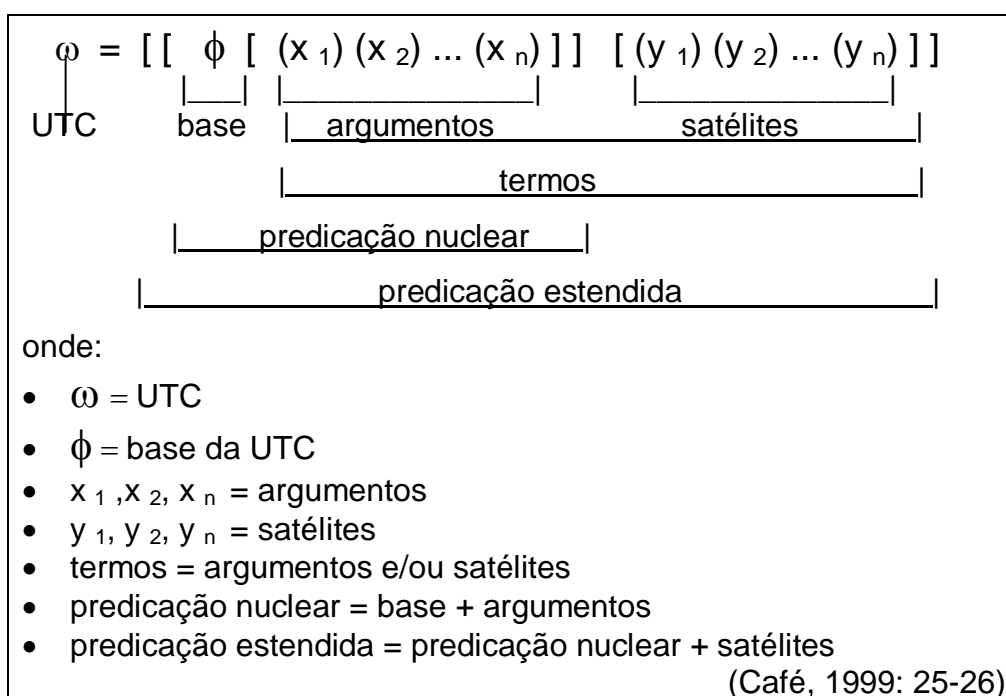 ω = [ [ ϕ [ (x 1) (x 2) ... (x n) ] ] [ (y 1) (y 2) ... (y n) ] ]
UTC base argumentos satélites
termos
predicação nuclear
predicação estendida
onde:
• ω = UTC
• ϕ = base da UTC
• x 1 ,x 2, x n = argumentos
• y 1, y 2, y n = satélites
• termos = argumentos e/ou satélites
• predicação nuclear = base + argumentos
• predicação estendida = predicação nuclear + satélites
(Café, 1999: 25-26)